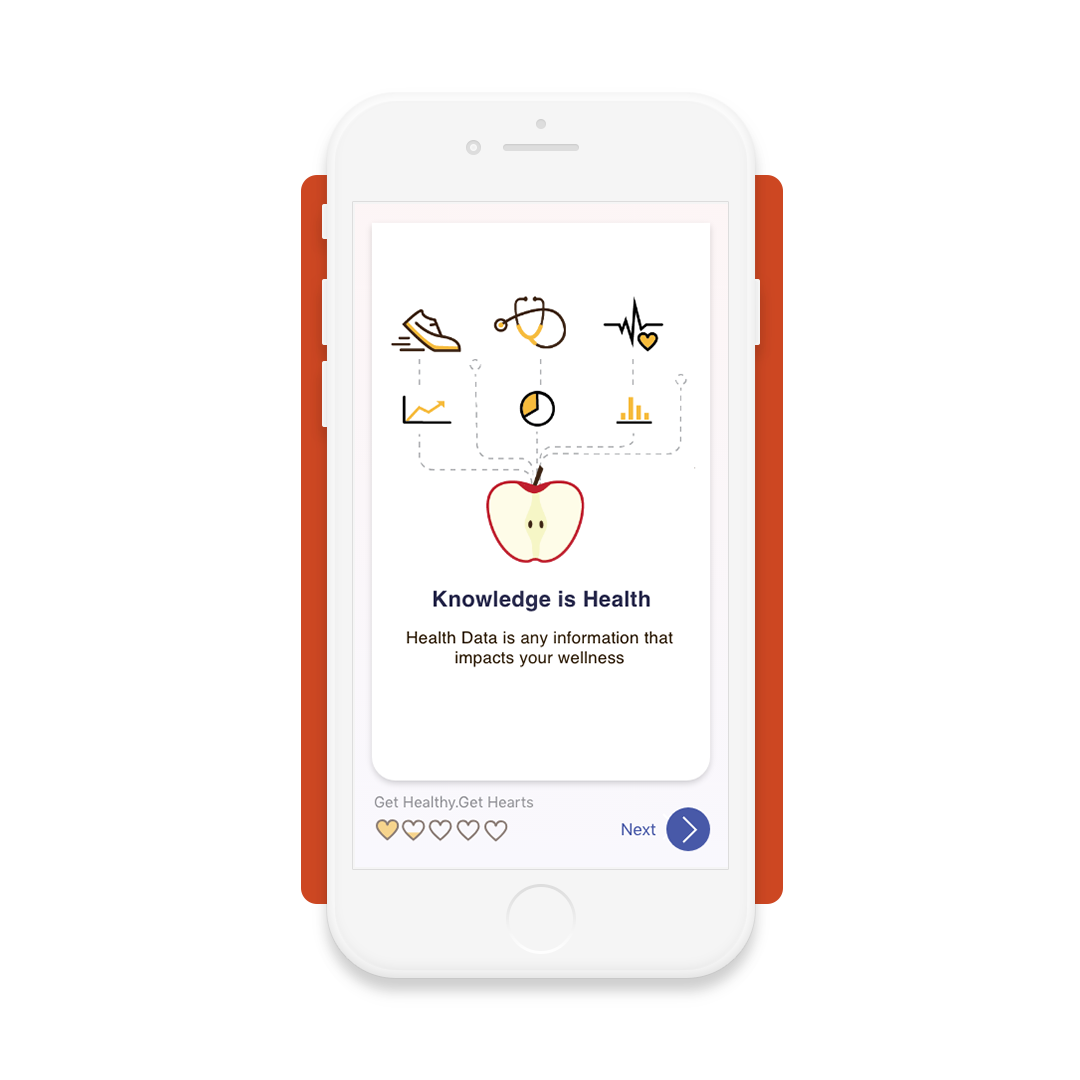 Knowledge is Health
Health Data is any information that
impacts your wellness
Get Healthy.Get Hearts
Next